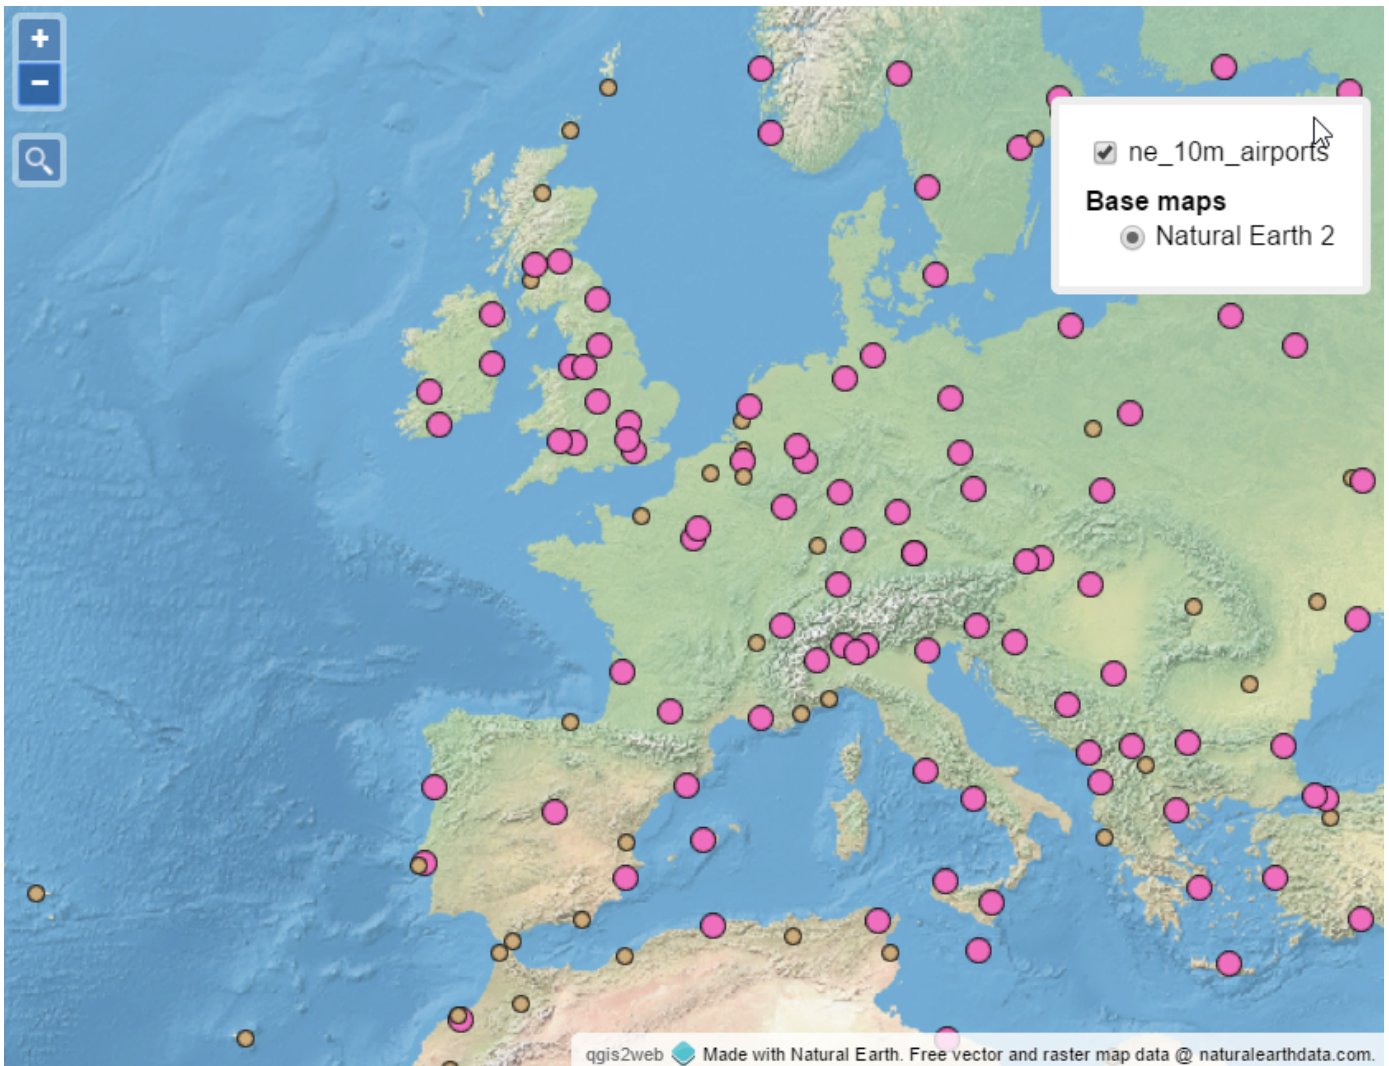 +
−
ne_10m_airports
Base maps
Natural Earth 2
qgis2web Made with Natural Earth. Free vector and raster map data @ naturalearthdata.com.